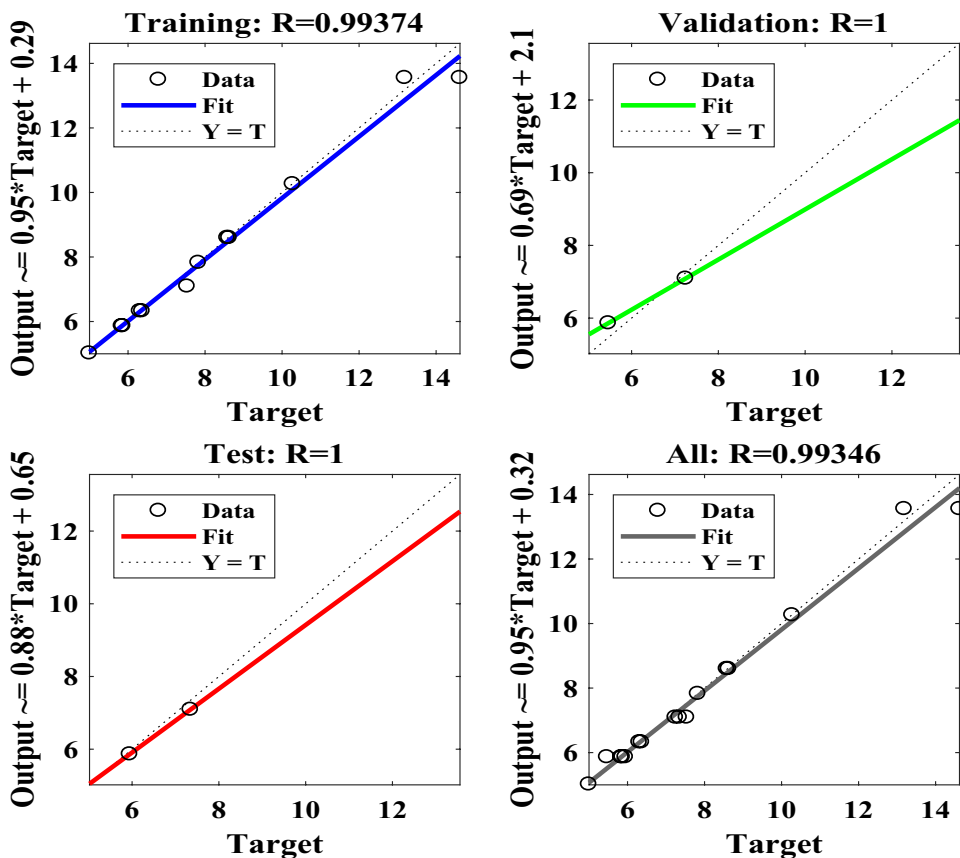 Training: R=0.99374
Output ~= 0.95*Target + 0.29
14
12
10
8
6
Data
Fit
Y = T
6 8 10 12 14
Target
Validation: R=1
Output ~= 0.69*Target + 2.1
12
10
8
6
Data
Fit
Y = T
6 8 10 12
Target
Test: R=1
Output ~= 0.88*Target + 0.65
12
10
8
6
Data
Fit
Y = T
6 8 10 12
Target
All: R=0.99346
Output ~= 0.95*Target + 0.32
14
12
10
8
6
Data
Fit
Y = T
6 8 10 12 14
Target